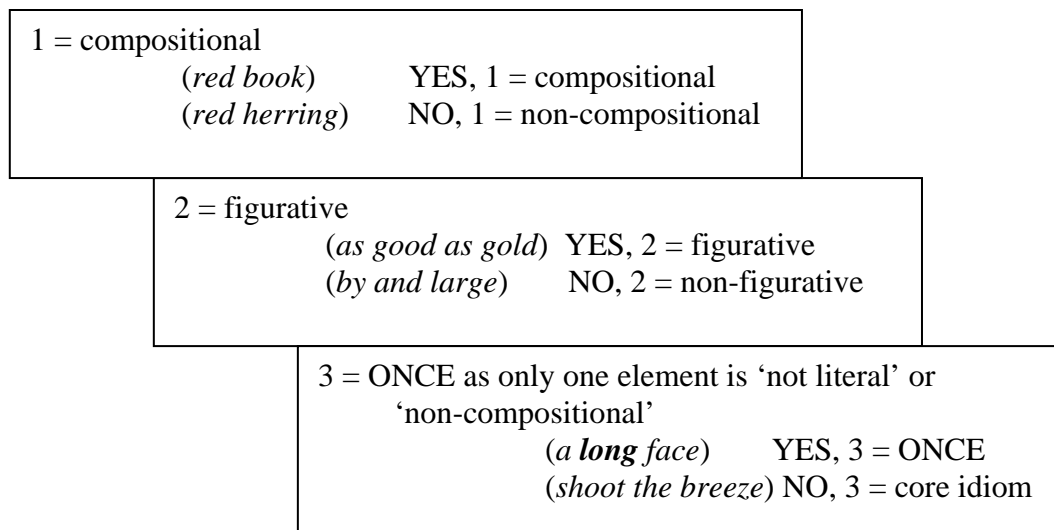 1 = compositional
(red book) YES, 1 = compositional
(red herring) NO, 1 = non-compositional
2 = figurative
(as good as gold) YES, 2 = figurative
(by and large) NO, 2 = non-figurative
3 = ONCE as only one element is ‘not literal’ or
‘non-compositional’
(a long face) YES, 3 = ONCE
(shoot the breeze) NO, 3 = core idiom